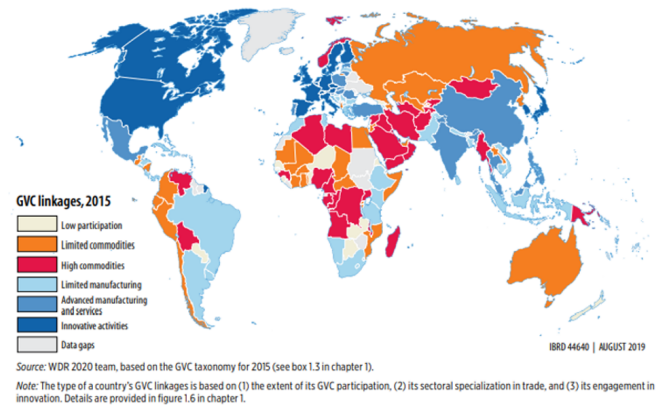 GVC linkages, 2015
Low participation
Limited commodities
High commodities
Limited manufacturing
Advanced manufacturing
and services
Innovative activities
Data gaps
IBRD 44640 | AUGUST 2019
Source: WDR 2020 team, based on the GVC taxonomy for 2015 (see box 1.3 in chapter 1).
Note: The type of a country's GVC linkages is based on (1) the extent of its GVC participation, (2) its sectoral specialization in trade, and (3) its engagement in
innovation. Details are provided in figure 1.6 in chapter 1.